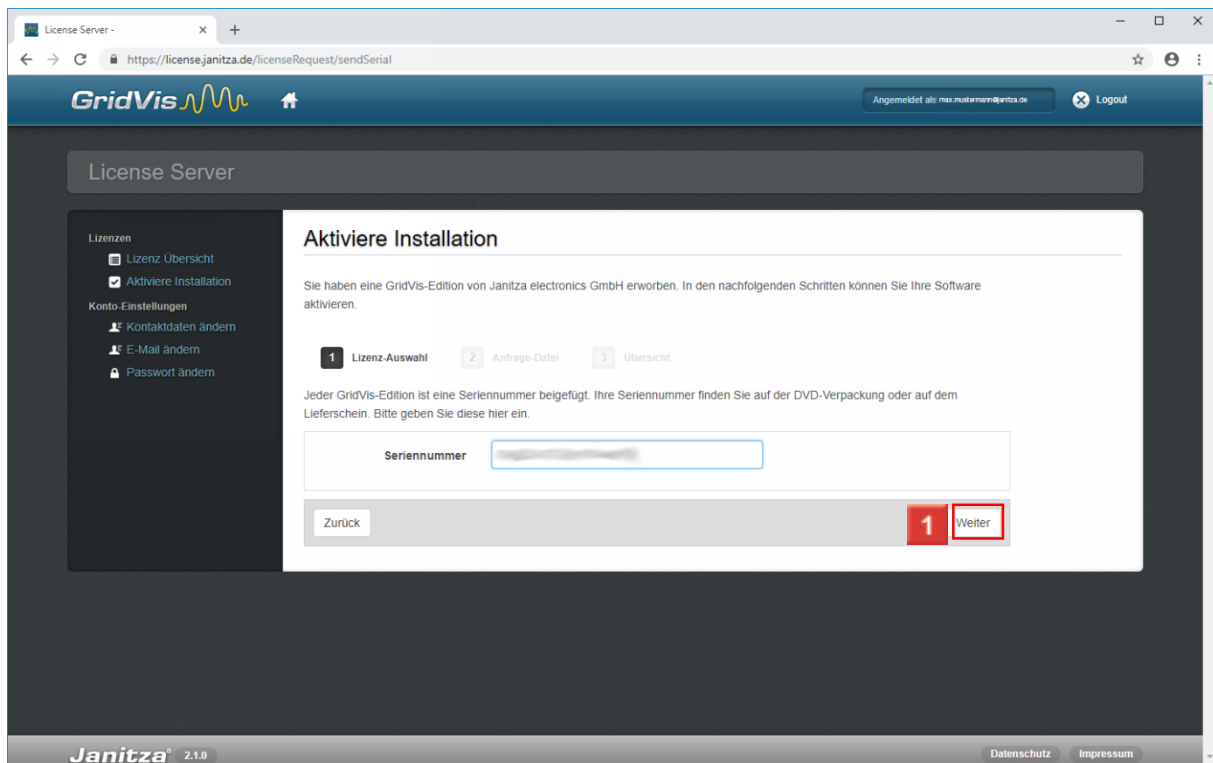 License Server -
https://license.janitza.de/licenseRequest/sendSerial
GridVis
Angemeldet als max.mustermann@janitza.de
Logout
License Server
Lizenzen
Lizenz Übersicht
Aktiviere Installation
Konto-Einstellungen
Kontaktdaten ändern
E-Mail ändern
Passwort ändern
Aktiviere Installation
Sie haben eine GridVis-Edition von Janitza electronics GmbH erworben. In den nachfolgenden Schritten können Sie Ihre Software
aktivieren.
1 Lizenz-Auswahl 2 Anfrage-Datei 3 Übersicht
Jeder GridVis-Edition ist eine Seriennummer beigefügt. Ihre Seriennummer finden Sie auf der DVD-Verpackung oder auf dem
Lieferschein. Bitte geben Sie diese hier ein.
Seriennummer
Zurück
1 Weiter
Janitza® 2.1.0
Datenschutz Impressum